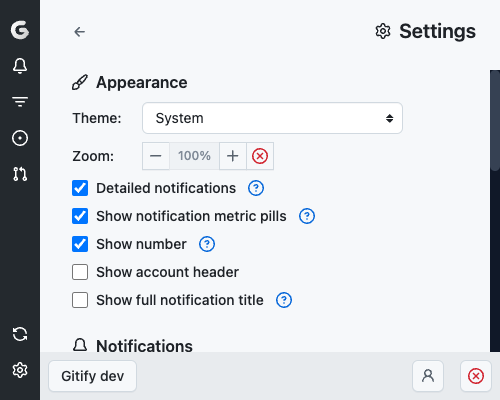 Settings
Appearance
Theme: System
Zoom: 100%
Detailed notifications
Show notification metric pills
Show number
Show account header
Show full notification title
Notifications
Gitify dev